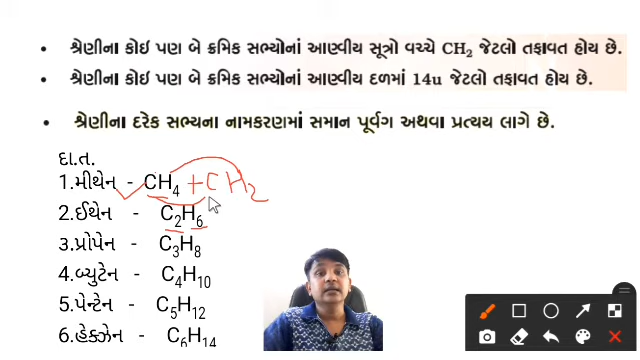 • શ્રેણીના કોઇ પણ બે ક્રમિક સભ્યોનાં આણ્વીય સૂત્રો વચ્ચે CH₂ જેટલો તફાવત હોય છે.
• શ્રેણીના કોઇ પણ બે ક્રમિક સભ્યોના આણ્વીય દળમાં 14u જેટલો તફાવત હોય છે.
• શ્રેણીના દરેક સભ્યના નામકરણમાં સમાન પૂર્વગ અથવા પ્રત્યય લાગે છે.
દા.ત.
1.મીથેન - CH₄ + CH₂
2.ઈથેન - C₂H₆
3.પ્રોપેન - C₃H₈
4.બ્યુટેન - C₄H₁₀
5.પેન્ટેન - C₅H₁₂
6.હેક્ઝેન - C₆H₁₄